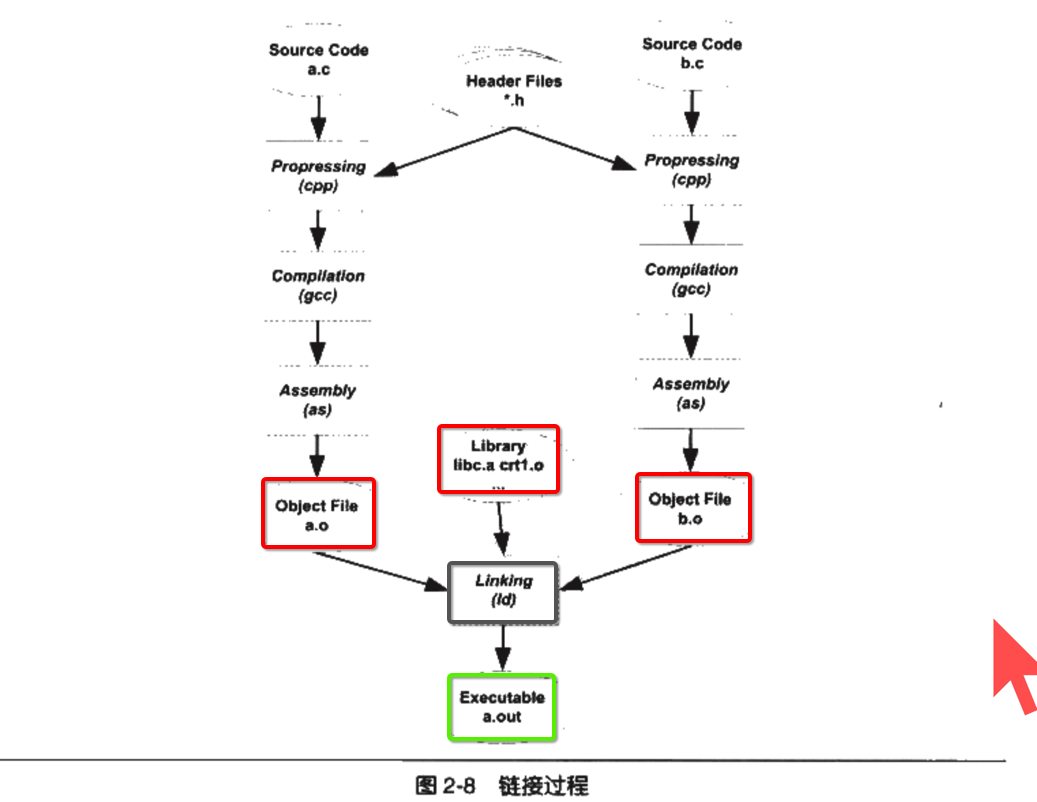 Source Code
a.c
Header Files
*.h
Source Code
b.c
Propressing
(cpp)
Propressing
(cpp)
Compilation
(gcc)
Compilation
(gcc)
Assembly
(as)
Assembly
(as)
Library
libc.a crt1.o
...
Object File
a.o
Object File
b.o
Linking
(ld)
Executable
a.out
图 2-8 链接过程